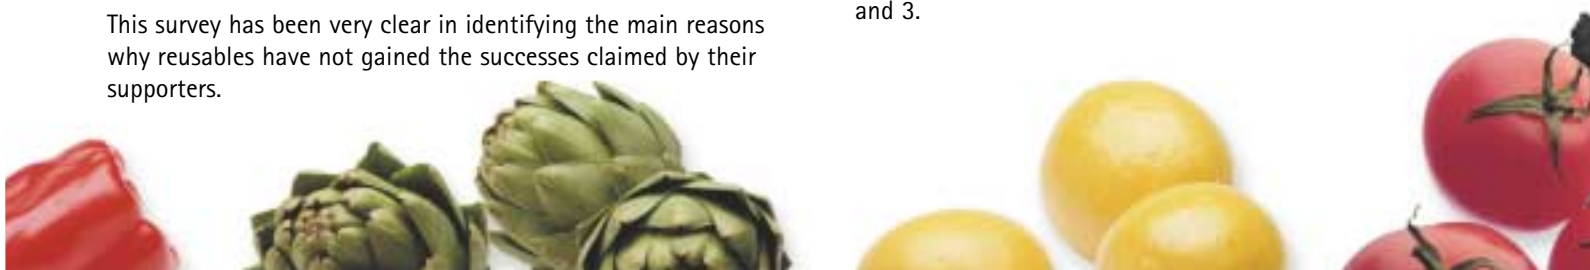 This survey has been very clear in identifying the main reasons
why reusables have not gained the successes claimed by their
supporters.
and 3.